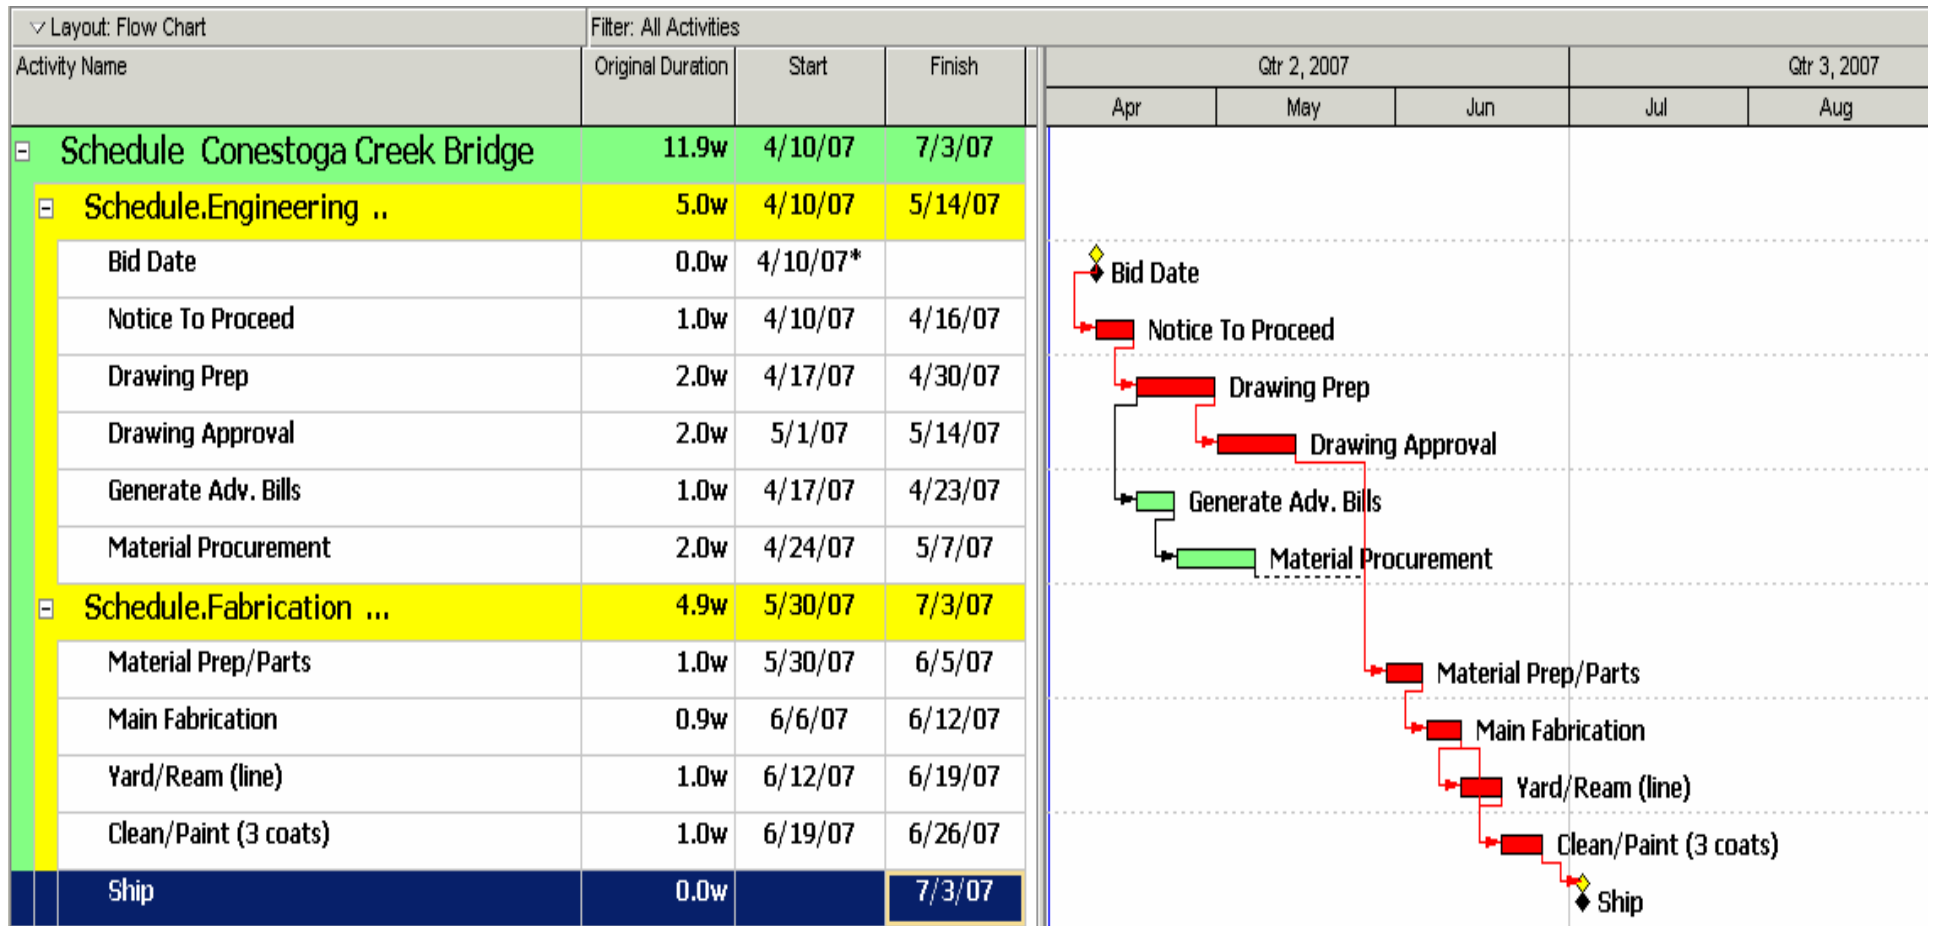 Layout: Flow Chart Filter: All Activities
Activity Name Original Duration Start Finish Qtr 2, 2007 Qtr 3, 2007
Apr May Jun Jul Aug
Schedule Conestoga Creek Bridge 11.9w 4/10/07 7/3/07
Schedule.Engineering .. 5.0w 4/10/07 5/14/07
Bid Date 0.0w 4/10/07* Bid Date
Notice To Proceed 1.0w 4/10/07 4/16/07 Notice To Proceed
Drawing Prep 2.0w 4/17/07 4/30/07 Drawing Prep
Drawing Approval 2.0w 5/1/07 5/14/07 Drawing Approval
Generate Adv. Bills 1.0w 4/17/07 4/23/07 Generate Adv. Bills
Material Procurement 2.0w 4/24/07 5/7/07 Material Procurement
Schedule.Fabrication ... 4.9w 5/30/07 7/3/07
Material Prep/Parts 1.0w 5/30/07 6/5/07 Material Prep/Parts
Main Fabrication 0.9w 6/6/07 6/12/07 Main Fabrication
Yard/Ream (line) 1.0w 6/12/07 6/19/07 Yard/Ream (line)
Clean/Paint (3 coats) 1.0w 6/19/07 6/26/07 Clean/Paint (3 coats)
Ship 0.0w 7/3/07 Ship